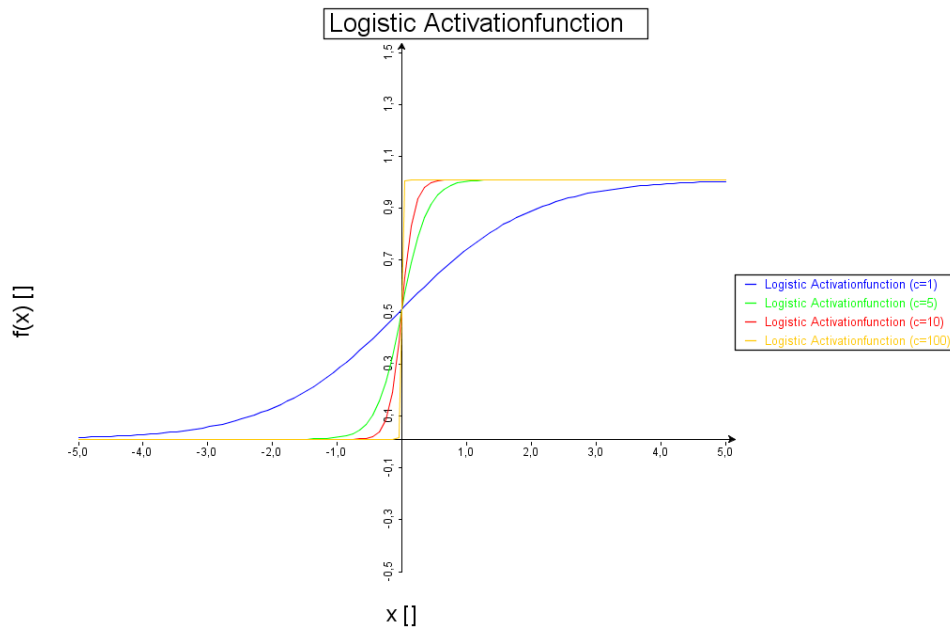 Logistic Activationfunction
1,5
1,3
1,1
0,9
0,7
0,5
0,3
0,1
-0,1
-0,3
-0,5
-5,0 -4,0 -3,0 -2,0 -1,0 1,0 2,0 3,0 4,0 5,0
f(x) []
x []
Logistic Activationfunction (c=1)
Logistic Activationfunction (c=5)
Logistic Activationfunction (c=10)
Logistic Activationfunction (c=100)